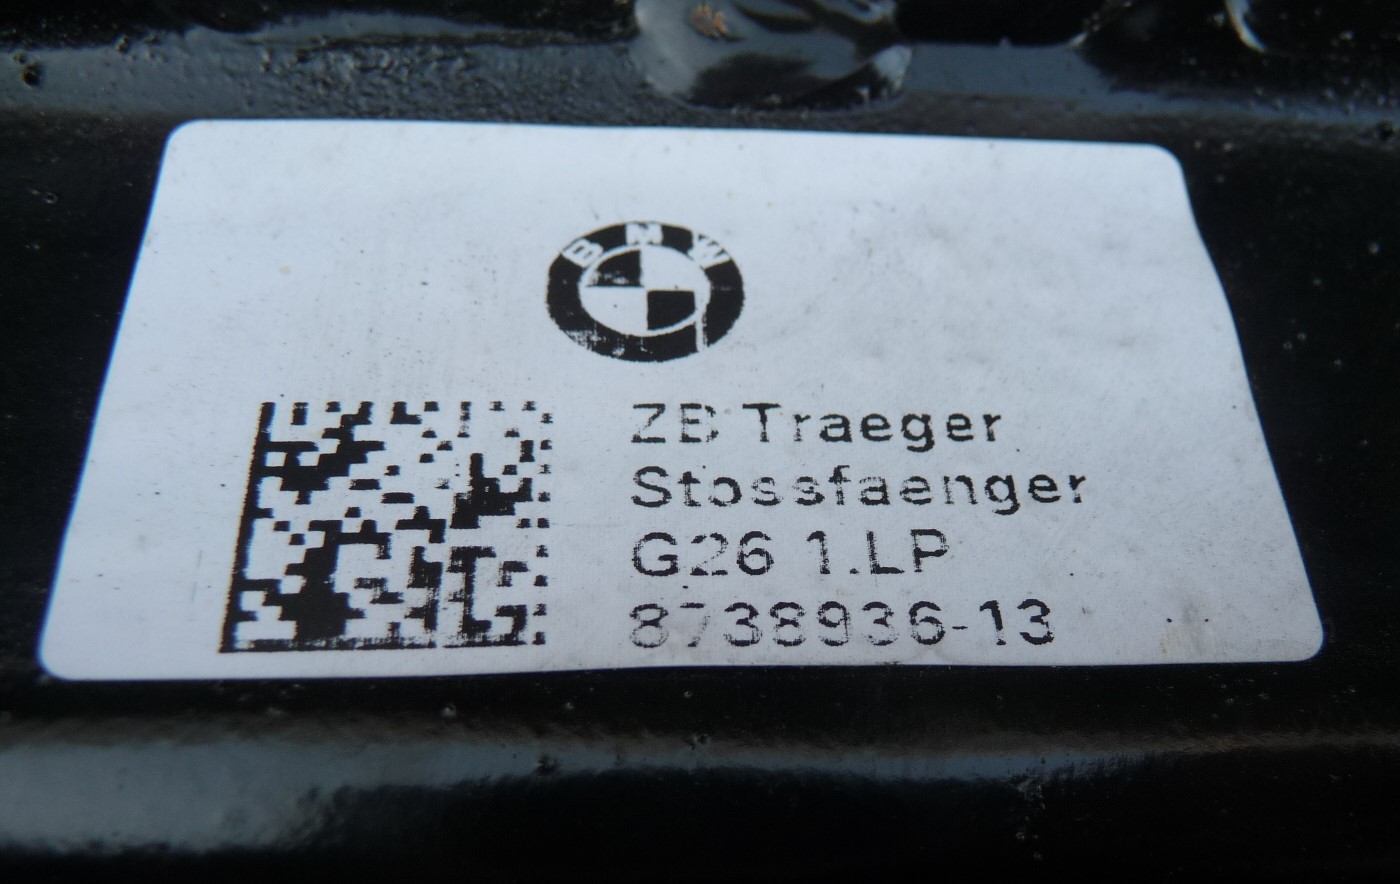 BMW
ZB Traeger
Stossfaenger
G26 1.LP
8738936-13